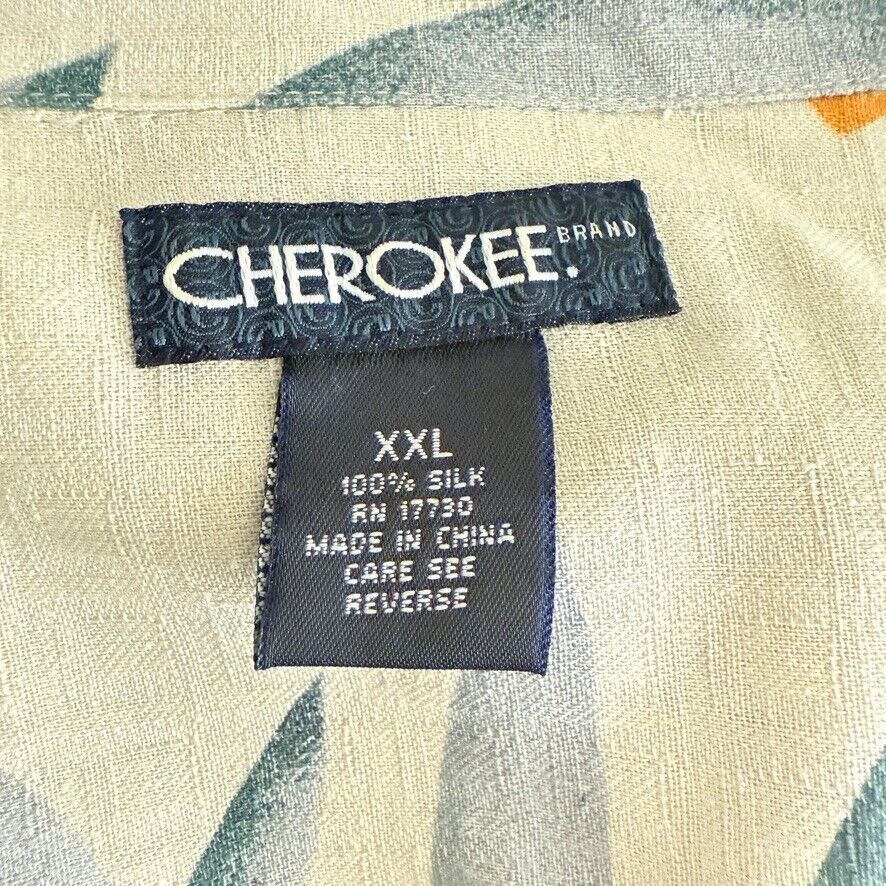 CHEROKEE. BRAND
XXL
100% SILK
RN 17730
MADE IN CHINA
CARE SEE
REVERSE